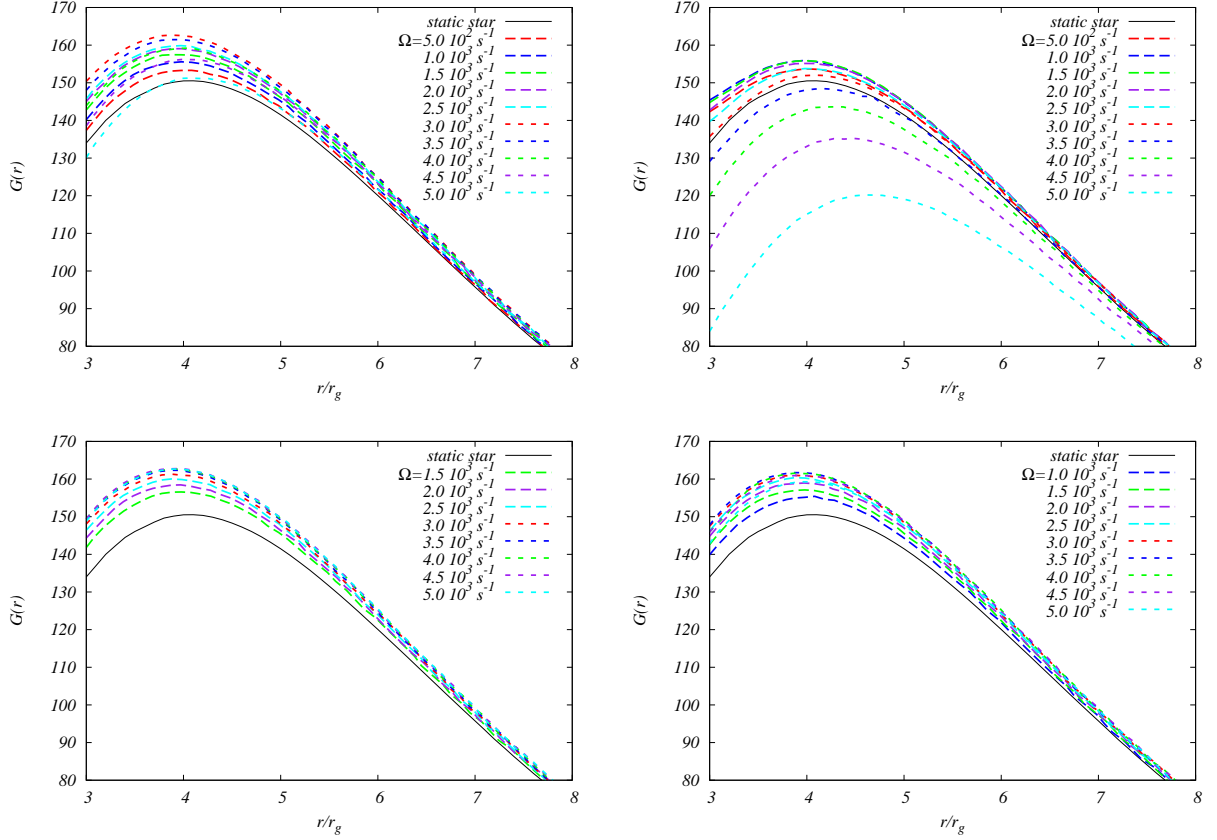 170
160
150
140
130
120
110
100
90
80
3
4
5
6
7
8
G(r)
r/r_g
static star
Ω=5.0 10^2 s^-1
1.0 10^3 s^-1
1.5 10^3 s^-1
2.0 10^3 s^-1
2.5 10^3 s^-1
3.0 10^3 s^-1
3.5 10^3 s^-1
4.0 10^3 s^-1
4.5 10^3 s^-1
5.0 10^3 s^-1
170
160
150
140
130
120
110
100
90
80
3
4
5
6
7
8
G(r)
r/r_g
static star
Ω=5.0 10^2 s^-1
1.0 10^3 s^-1
1.5 10^3 s^-1
2.0 10^3 s^-1
2.5 10^3 s^-1
3.0 10^3 s^-1
3.5 10^3 s^-1
4.0 10^3 s^-1
4.5 10^3 s^-1
5.0 10^3 s^-1
170
160
150
140
130
120
110
100
90
80
3
4
5
6
7
8
G(r)
r/r_g
static star
Ω=1.5 10^3 s^-1
2.0 10^3 s^-1
2.5 10^3 s^-1
3.0 10^3 s^-1
3.5 10^3 s^-1
4.0 10^3 s^-1
4.5 10^3 s^-1
5.0 10^3 s^-1
170
160
150
140
130
120
110
100
90
80
3
4
5
6
7
8
G(r)
r/r_g
static star
Ω=1.0 10^3 s^-1
1.5 10^3 s^-1
2.0 10^3 s^-1
2.5 10^3 s^-1
3.0 10^3 s^-1
3.5 10^3 s^-1
4.0 10^3 s^-1
4.5 10^3 s^-1
5.0 10^3 s^-1